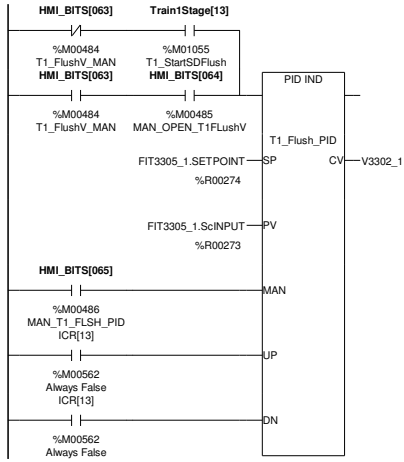 HMI_BITS[063] Train1Stage[13]
%M00484 %M01055
T1_FlushV_MAN T1_StartSDFlush
HMI_BITS[063] HMI_BITS[064]
PID IND
%M00484 %M00485
T1_FlushV_MAN MAN_OPEN_T1FLushV
T1_Flush_PID
FIT3305_1.SETPOINT SP CV V3302_1
%R00274
FIT3305_1.ScINPUT PV
%R00273
HMI_BITS[065]
MAN
%M00486
MAN_T1_FLSH_PID
ICR[13]
UP
%M00562
Always False
ICR[13]
DN
%M00562
Always False